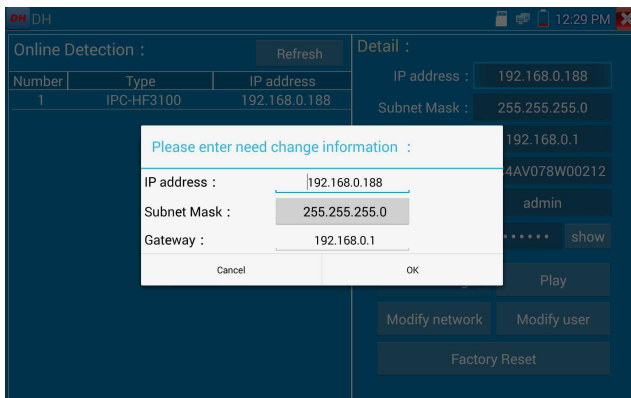 DH DH
12:29 PM
Online Detection :
Refresh
Number Type IP address
1 IPC-HF3100 192.168.0.188
Detail :
IP address : 192.168.0.188
Subnet Mask : 255.255.255.0
192.168.0.1
4AV078W00212
admin
•••••• show
Play
Modify network Modify user
Factory Reset
Please enter need change information :
IP address : 192.168.0.188
Subnet Mask : 255.255.255.0
Gateway : 192.168.0.1
Cancel OK